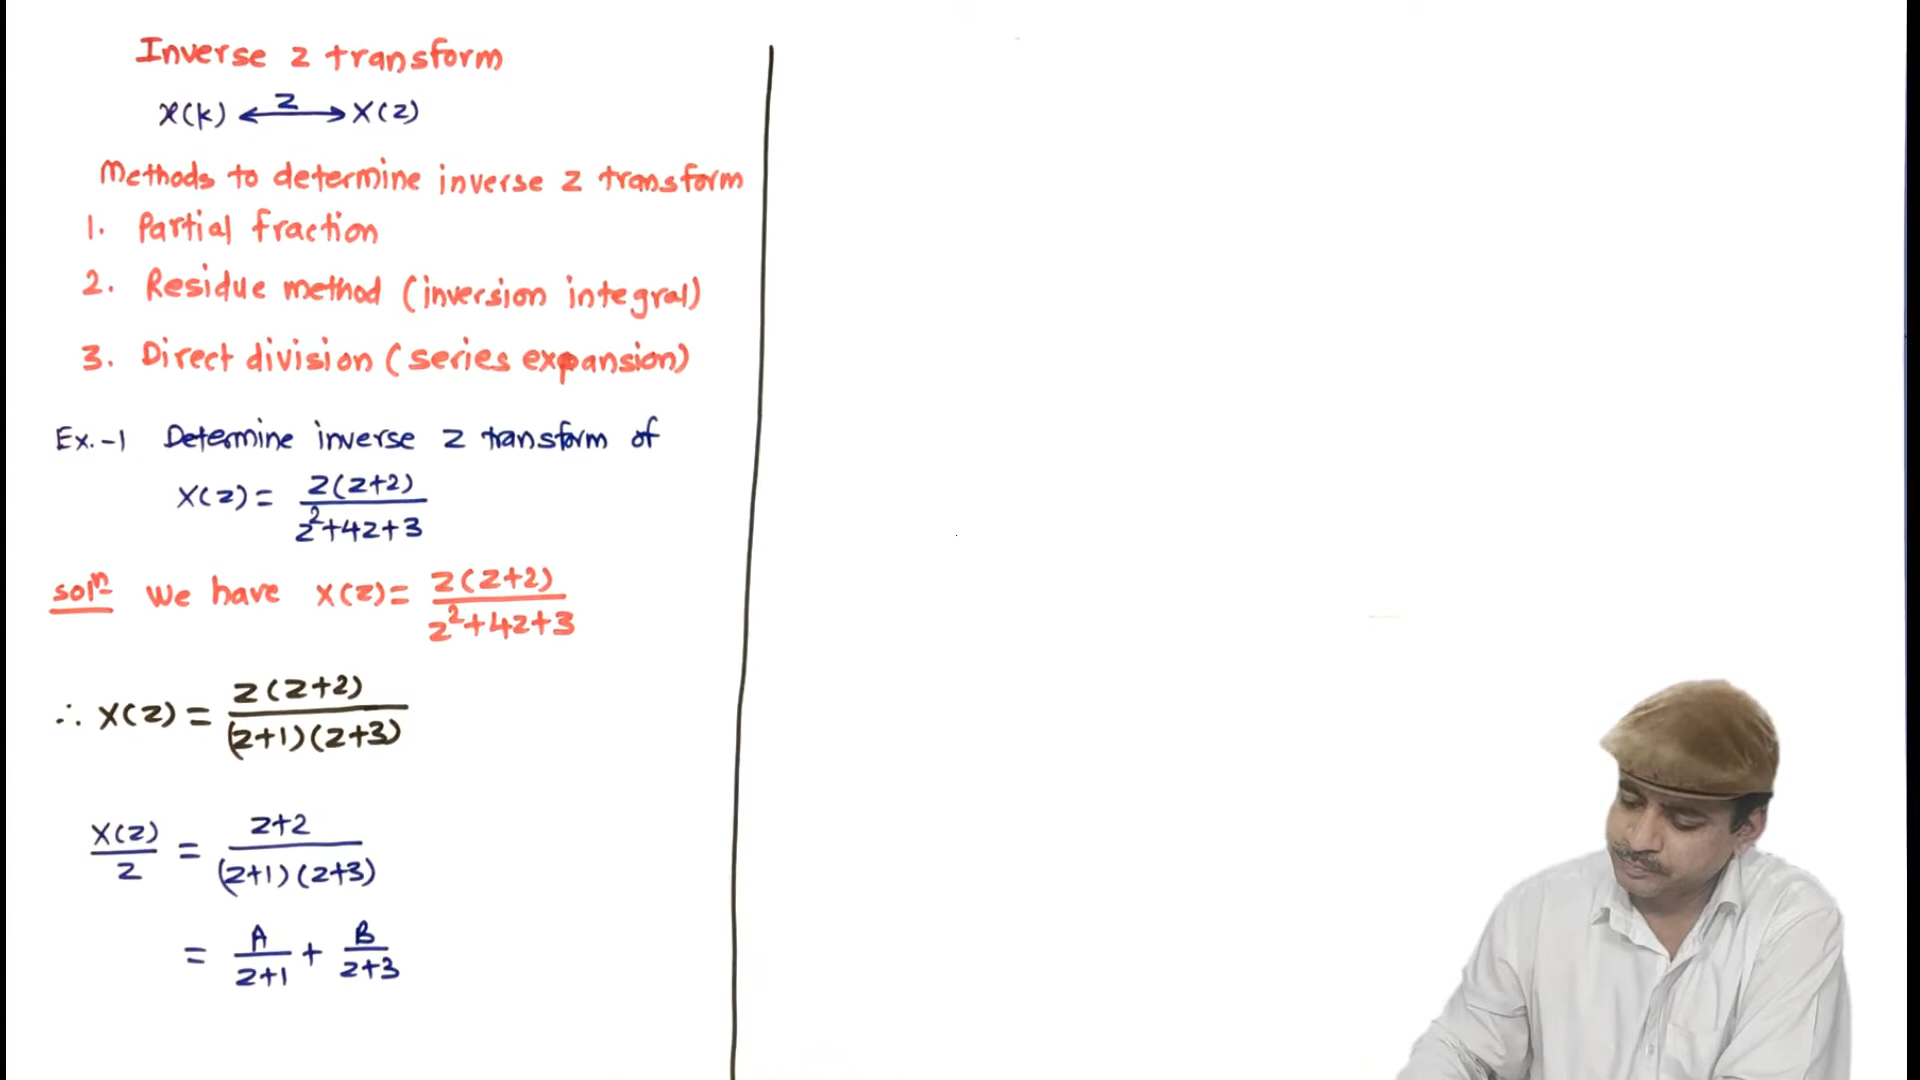 Inverse z transform
x(k) ⟷ᶻ X(z)
Methods to determine inverse z transform
1. Partial fraction
2. Residue method (inversion integral)
3. Direct division (series expansion)
Ex.-1 Determine inverse z transform of
X(z) = z(z+2) / z²+4z+3
solⁿ We have X(z) = z(z+2) / z²+4z+3
∴ X(z) = z(z+2) / (z+1)(z+3)
X(z)/z = z+2 / (z+1)(z+3)
= A/z+1 + B/z+3